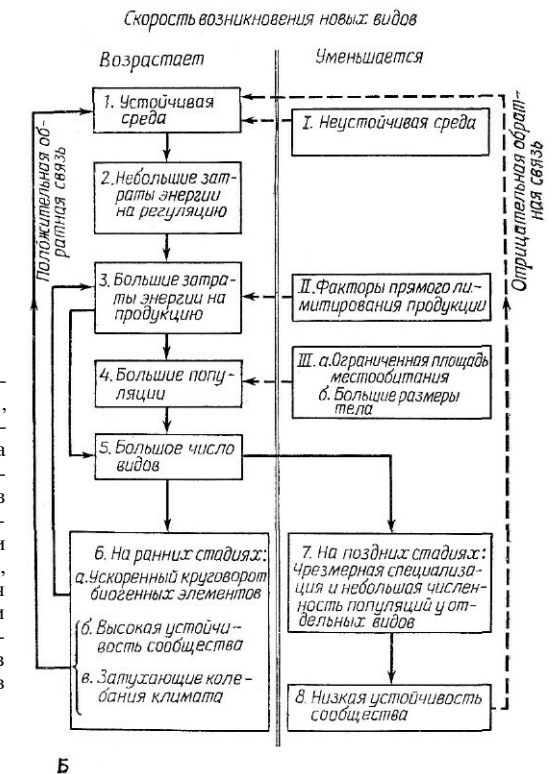 Скорость возникновения новых видов
Возрастает
Уменьшается
1. Устойчивая
среда
I. Неустойчивая среда
Положительная об-
ратная связь
Отрицательная обрат-
ная связь
2. Небольшие зат-
раты энергии
на регуляцию
3. Большие затра-
ты энергии на
продукцию
II. Факторы прямого ли-
митирования продукции
4. Большие попу-
ляции
III. а. Ограниченная площадь
местообитания
б. Большие размеры
тела
5. Большое число
видов
6. На ранних стадиях:
а. Ускоренный круговорот
биогенных элементов
б. Высокая устойчи-
вость сообщества
в. Затухающие коле-
бания климата
7. На поздних стадиях:
Чрезмерная специализа-
ция и небольшая числен-
ность популяций у от-
дельных видов
8. Низкая устойчивость
сообщества
Б